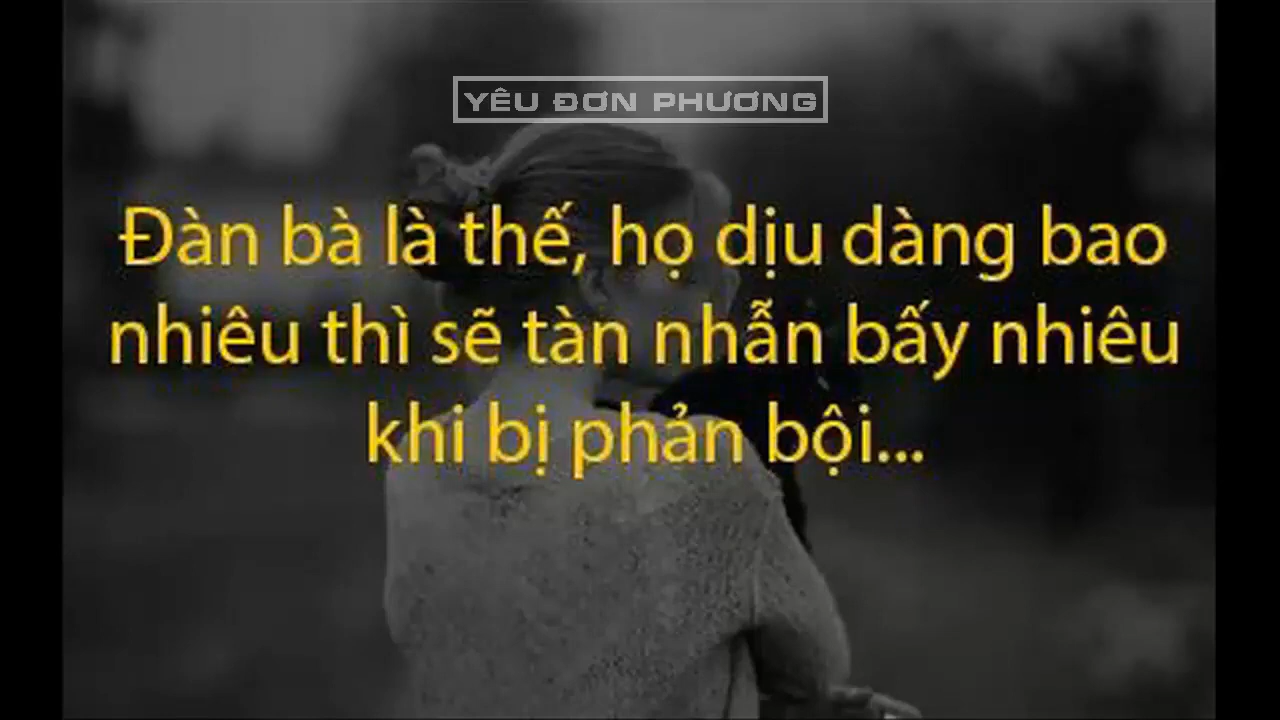 YÊU ĐƠN PHƯƠNG
Đàn bà là thế, họ dịu dàng bao
nhiêu thì sẽ tàn nhẫn bấy nhiêu
khi bị phản bội...